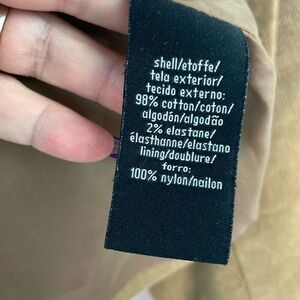 shell/etoffe/
tela exterior/
tecido externo:
98% cotton/coton/
algodón/algodão
2% elastane/
élasthanne/elastano
lining/doublure/
forro:
100% nylon/nailon